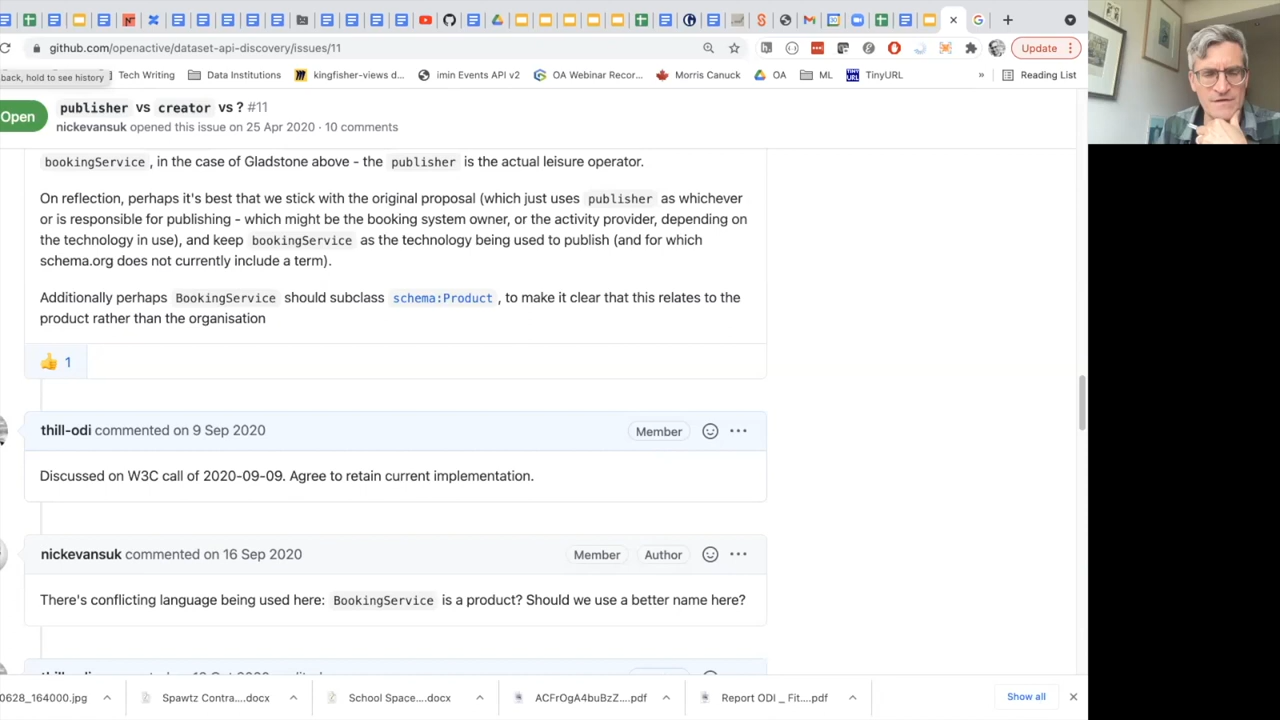 github.com/openactive/dataset-api-discovery/issues/11
Update
back, hold to see history
Tech Writing
Data Institutions
kingfisher-views d...
imin Events API v2
OA Webinar Recor...
Morris Canuck
OA
ML
TinyURL
»
Reading List
Open
publisher vs creator vs ? #11
nickevansuk opened this issue on 25 Apr 2020 · 10 comments
bookingService, in the case of Gladstone above - the publisher is the actual leisure operator.
On reflection, perhaps it's best that we stick with the original proposal (which just uses publisher as whichever
or is responsible for publishing - which might be the booking system owner, or the activity provider, depending on
the technology in use), and keep bookingService as the technology being used to publish (and for which
schema.org does not currently include a term).
Additionally perhaps BookingService should subclass schema:Product, to make it clear that this relates to the
product rather than the organisation
👍 1
thill-odi commented on 9 Sep 2020
Member
Discussed on W3C call of 2020-09-09. Agree to retain current implementation.
nickevansuk commented on 16 Sep 2020
Member
Author
There's conflicting language being used here: BookingService is a product? Should we use a better name here?
0628_164000.jpg
Spawtz Contra....docx
School Space....docx
ACFrOgA4buBzZ....pdf
Report ODI _ Fit....pdf
Show all